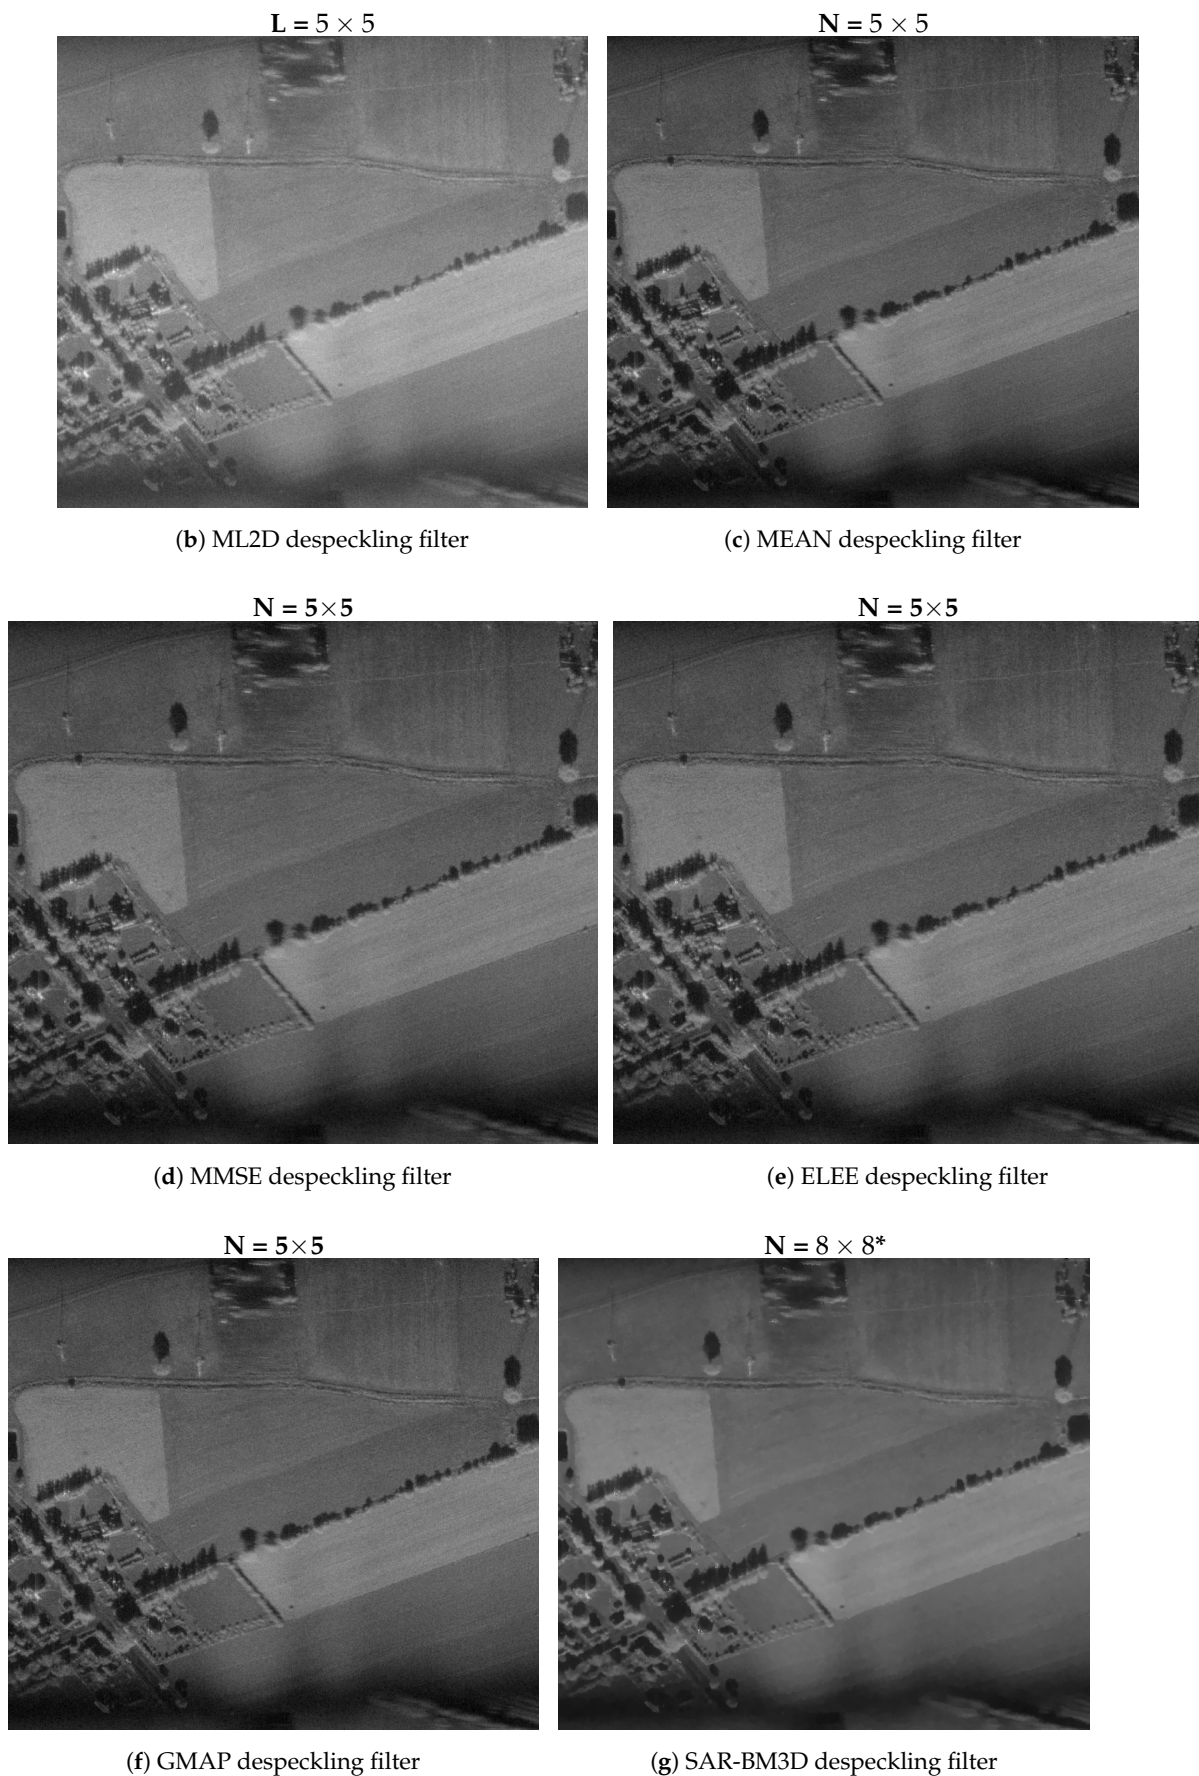 L = 5 × 5
N = 5 × 5
(b) ML2D despeckling filter
(c) MEAN despeckling filter
N = 5×5
N = 5×5
(d) MMSE despeckling filter
(e) ELEE despeckling filter
N = 5×5
N = 8 × 8*
(f) GMAP despeckling filter
(g) SAR-BM3D despeckling filter